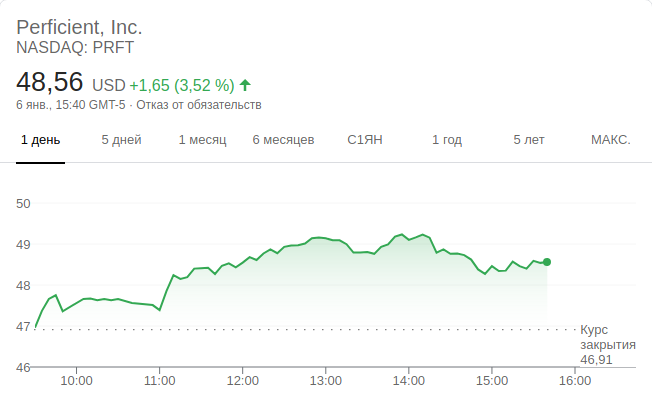 Perficient, Inc.
NASDAQ: PRFT
48,56 USD +1,65 (3,52 %)
6 янв., 15:40 GMT-5 · Отказ от обязательств
1 день 5 дней 1 месяц 6 месяцев С1ЯН 1 год 5 лет МАКС.
50
49
48
47
Курс
закрытия
46,91
46
10:00 11:00 12:00 13:00 14:00 15:00 16:00